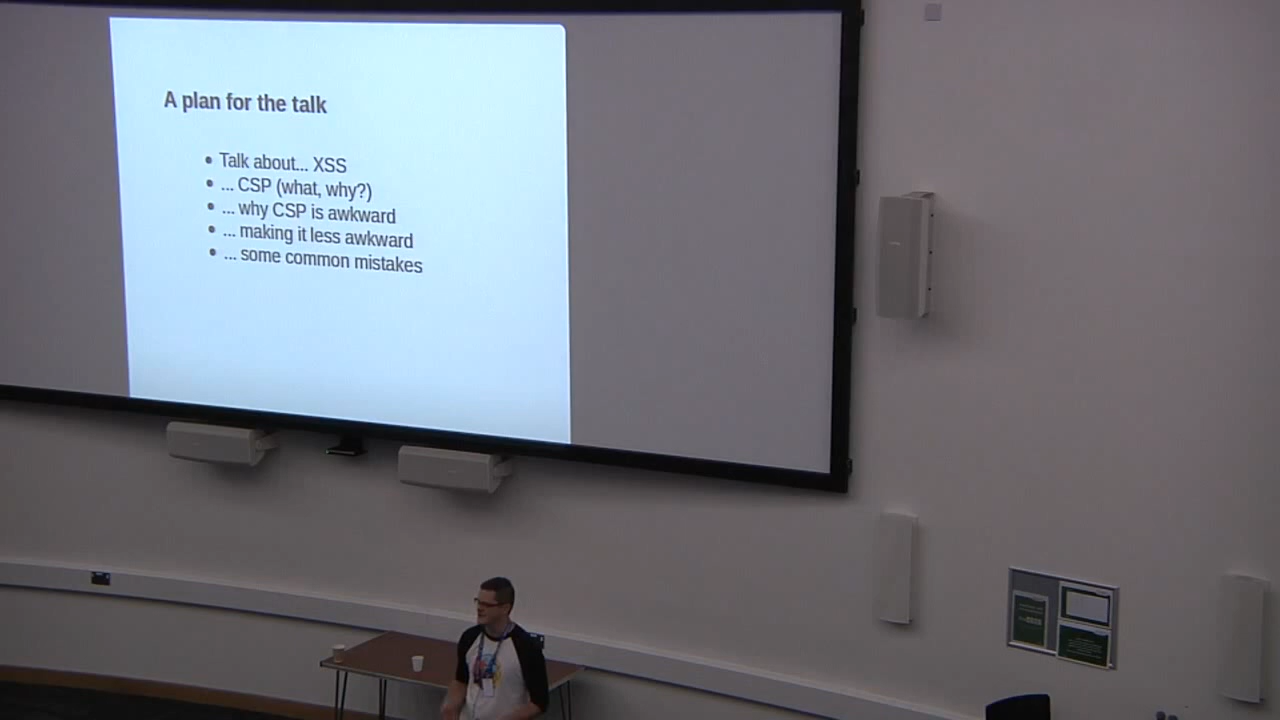 A plan for the talk
• Talk about... XSS
• ... CSP (what, why?)
• ... why CSP is awkward
• ... making it less awkward
• ... some common mistakes